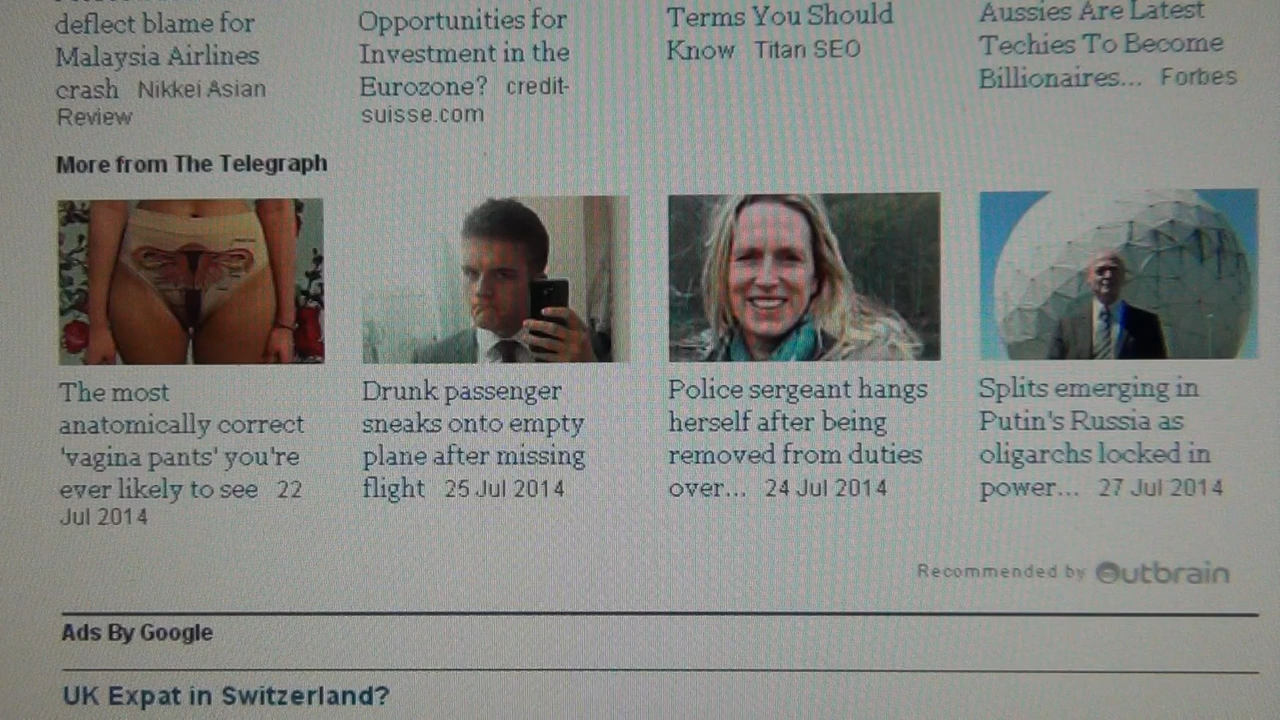 deflect blame for
Malaysia Airlines
crash Nikkei Asian
Review
Opportunities for
Investment in the
Eurozone? credit-
suisse.com
Terms You Should
Know Titan SEO
Aussies Are Latest
Techies To Become
Billionaires... Forbes
More from The Telegraph
The most
anatomically correct
'vagina pants' you're
ever likely to see 22
Jul 2014
Drunk passenger
sneaks onto empty
plane after missing
flight 25 Jul 2014
Police sergeant hangs
herself after being
removed from duties
over... 24 Jul 2014
Splits emerging in
Putin's Russia as
oligarchs locked in
power... 27 Jul 2014
Recommended by Outbrain
Ads By Google
UK Expat in Switzerland?